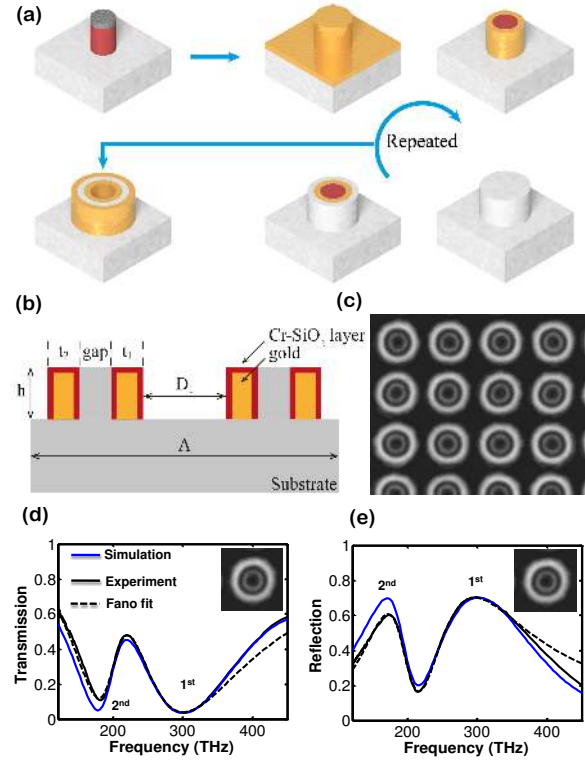 (a)
Repeated
(b)
(c)
t₂ gap t₁
Cr-SiO₂ layer
gold
h
D
A
Substrate
(d)
(e)
Simulation
Experiment
Fano fit
2nd
1st
Transmission
1
0.8
0.6
0.4
0.2
0
200 300 400
Frequency (THz)
2nd
1st
Reflection
1
0.8
0.6
0.4
0.2
0
200 300 400
Frequency (THz)